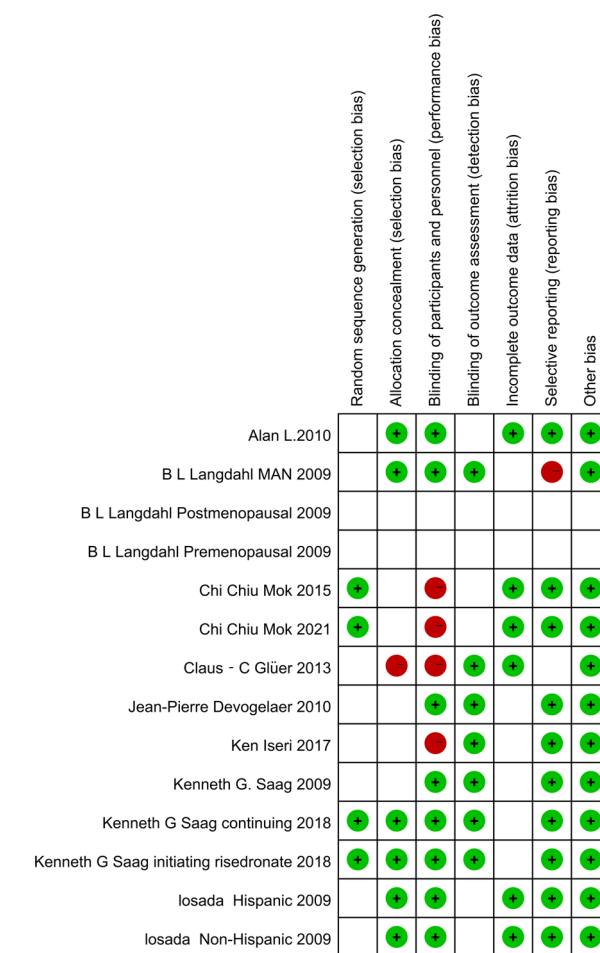 Random sequence generation (selection bias)
Allocation concealment (selection bias)
Blinding of participants and personnel (performance bias)
Blinding of outcome assessment (detection bias)
Incomplete outcome data (attrition bias)
Selective reporting (reporting bias)
Other bias
Alan L.2010 + + + + +
B L Langdahl MAN 2009 + + + - +
B L Langdahl Postmenopausal 2009
B L Langdahl Premenopausal 2009
Chi Chiu Mok 2015 + - + + +
Chi Chiu Mok 2021 + - + + +
Claus - C Glüer 2013 - - + + +
Jean-Pierre Devogelaer 2010 + + + +
Ken Iseri 2017 - + + +
Kenneth G. Saag 2009 + + + +
Kenneth G Saag continuing 2018 + + + + + +
Kenneth G Saag initiating risedronate 2018 + + + + + +
losada Hispanic 2009 + + + + +
losada Non-Hispanic 2009 + + + + +